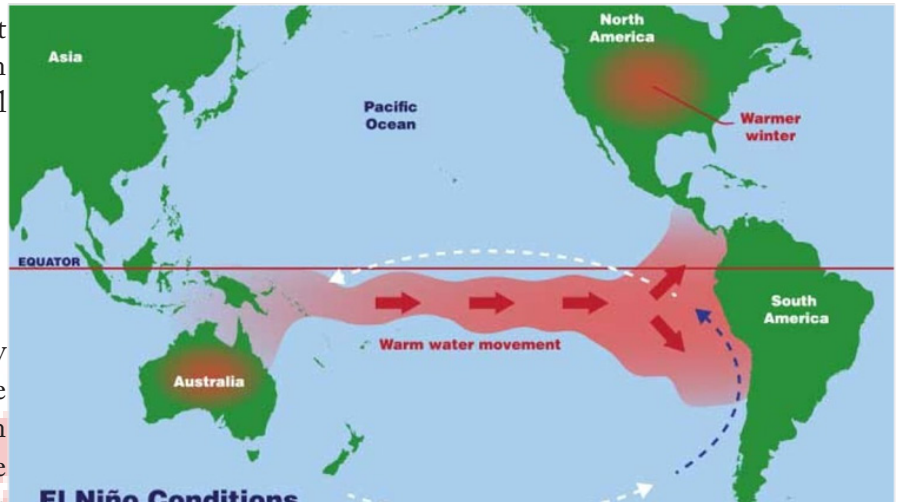 t
n
l
y
e
n
e
Asia
North
America
Pacific
Ocean
Warmer
winter
EQUATOR
South
America
Warm water movement
Australia
El Niño Conditions